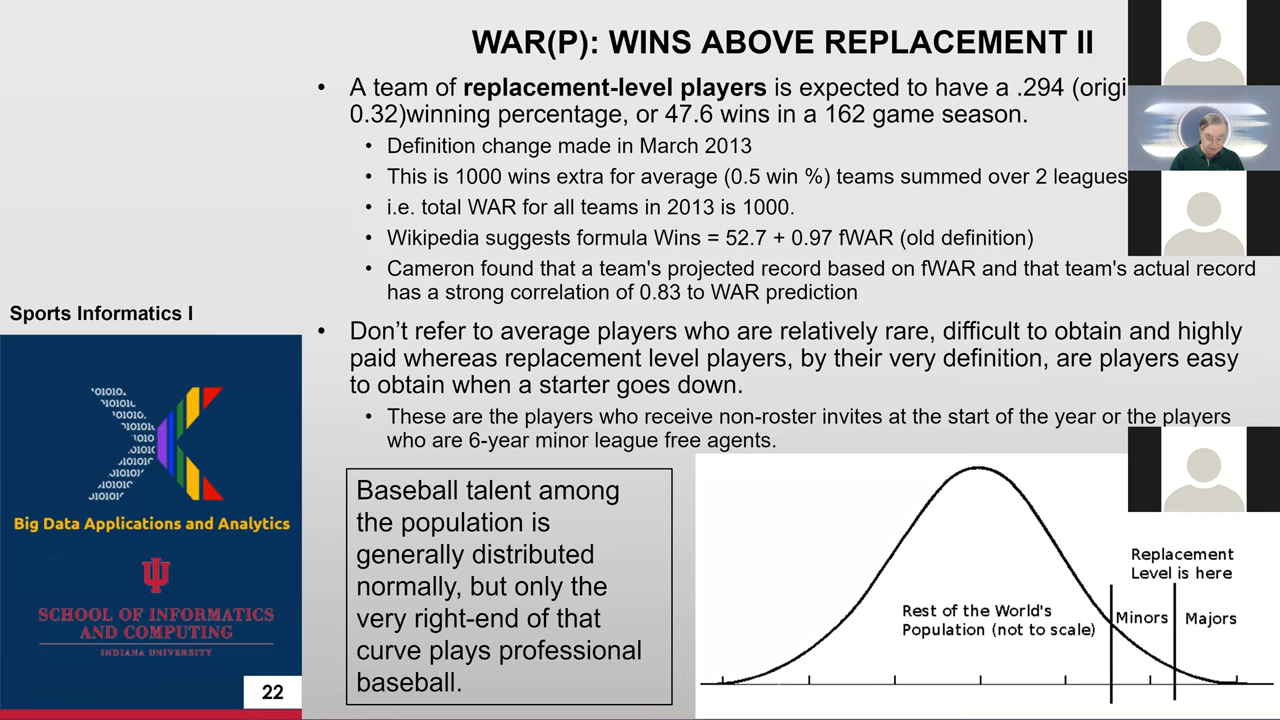 WAR(P): WINS ABOVE REPLACEMENT II
• A team of replacement-level players is expected to have a .294 (origi
0.32)winning percentage, or 47.6 wins in a 162 game season.
• Definition change made in March 2013
• This is 1000 wins extra for average (0.5 win %) teams summed over 2 leagues
• i.e. total WAR for all teams in 2013 is 1000.
• Wikipedia suggests formula Wins = 52.7 + 0.97 fWAR (old definition)
• Cameron found that a team's projected record based on fWAR and that team's actual record
has a strong correlation of 0.83 to WAR prediction
• Don’t refer to average players who are relatively rare, difficult to obtain and highly
paid whereas replacement level players, by their very definition, are players easy
to obtain when a starter goes down.
• These are the players who receive non-roster invites at the start of the year or the players
who are 6-year minor league free agents.
Sports Informatics I
Big Data Applications and Analytics
SCHOOL OF INFORMATICS
AND COMPUTING
INDIANA UNIVERSITY
22
Baseball talent among
the population is
generally distributed
normally, but only the
very right-end of that
curve plays professional
baseball.
Replacement
Level is here
Rest of the World's
Population (not to scale)
Minors
Majors